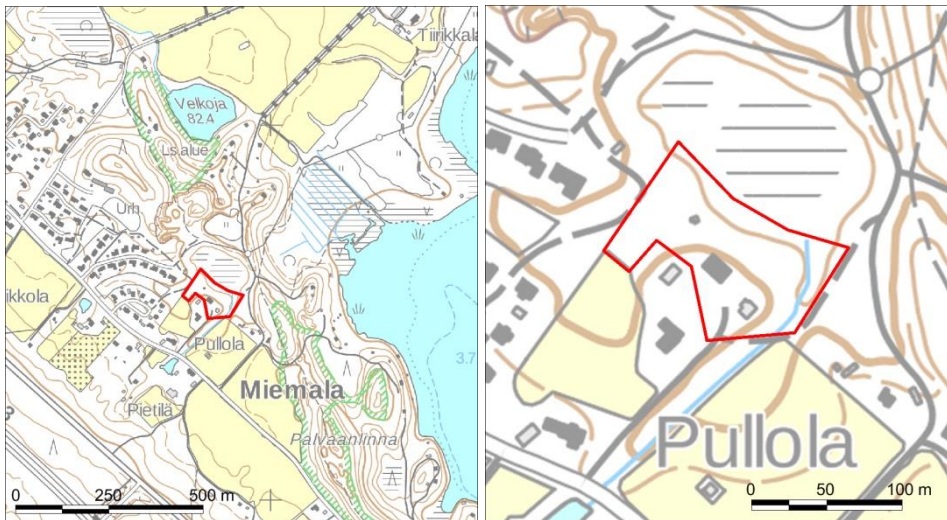 Tiirikkala
K
Velkoja
82.4
Ls.alue
Urh
ikkola
Pullola
Miemala
3.7
Pietilä
Palvaanlinna
0 250 500 m
Pullola
0 50 100 m